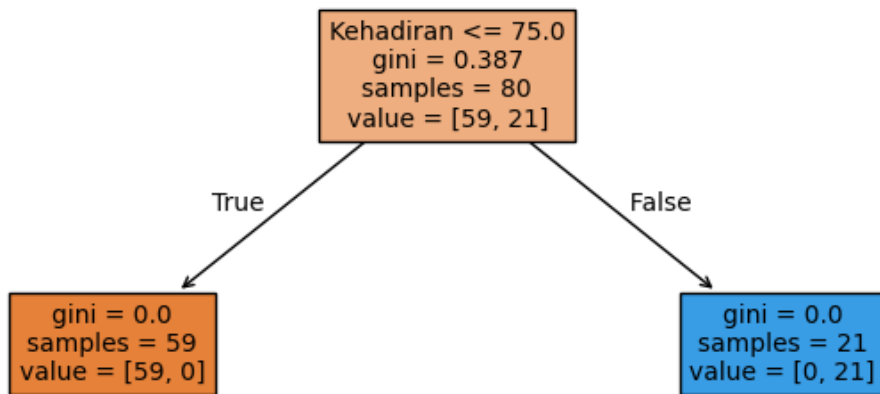 Kehadiran <= 75.0
gini = 0.387
samples = 80
value = [59, 21]
True
False
gini = 0.0
samples = 59
value = [59, 0]
gini = 0.0
samples = 21
value = [0, 21]